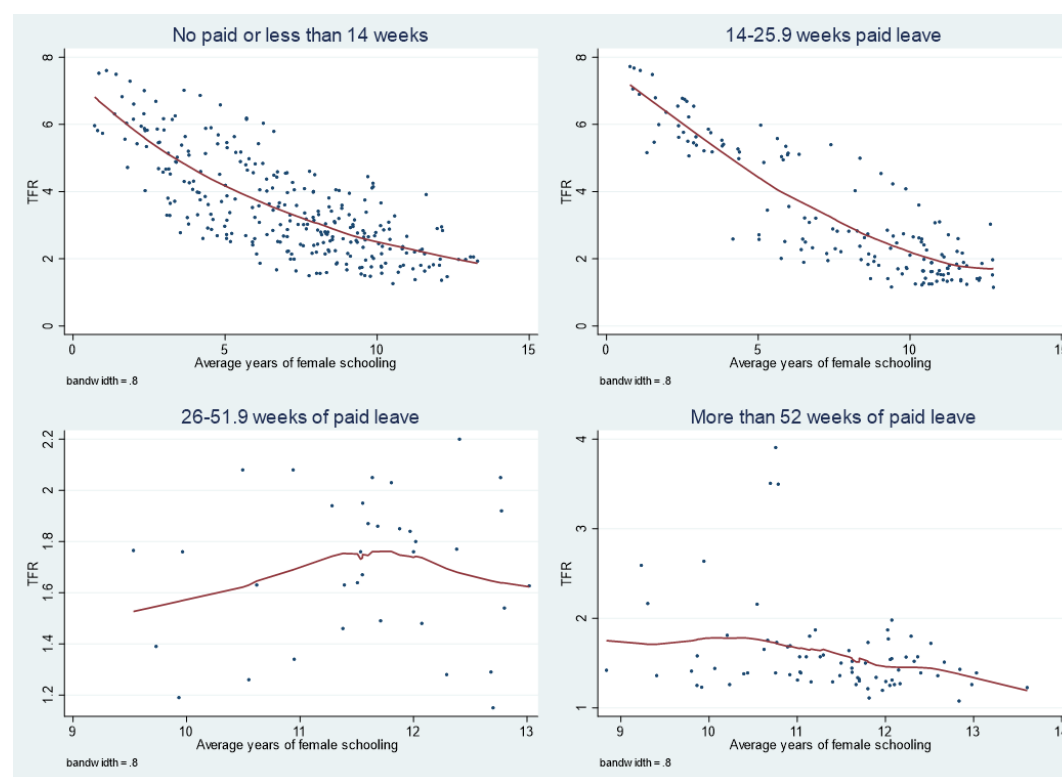 No paid or less than 14 weeks
8
6
4
2
0
TFR
0 5 10 15
Average years of female schooling
bandwidth = .8
14-25.9 weeks paid leave
8
6
4
2
0
TFR
0 5 10 15
Average years of female schooling
bandwidth = .8
26-51.9 weeks of paid leave
2.2
2
1.8
1.6
1.4
1.2
TFR
9 10 11 12 13
Average years of female schooling
bandwidth = .8
More than 52 weeks of paid leave
4
3
2
1
TFR
9 10 11 12 13 14
Average years of female schooling
bandwidth = .8